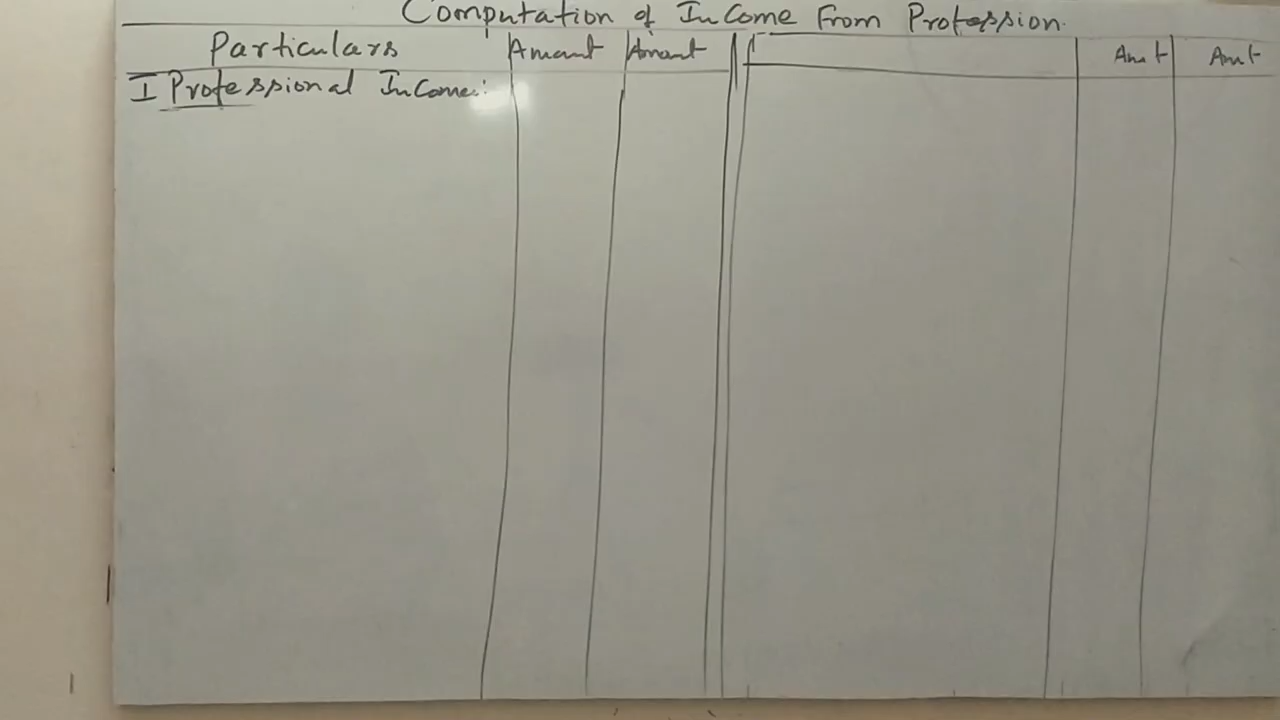 Computation of InCome From Profession.
Particulars Amount Amount Amt Amt
I Professional InCome: